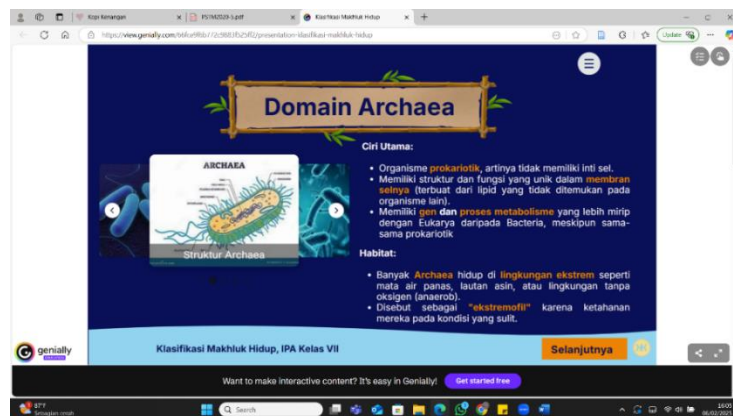 Kopi Kenangan
Klasifikasi Makhluk Hidup
Update
Domain Archaea
Ciri Utama:
• Organisme prokariotik, artinya tidak memiliki inti sel.
• Memiliki struktur dan fungsi yang unik dalam membran
selnya (terbuat dari lipid yang tidak ditemukan pada
organisme lain).
• Memiliki gen dan proses metabolisme yang lebih mirip
dengan Eukarya daripada Bacteria, meskipun sama-
sama prokariotik
ARCHAEA
Struktur Archaea
Habitat:
• Banyak Archaea hidup di lingkungan ekstrem seperti
mata air panas, lautan asin, atau lingkungan tanpa
oksigen (anaerob).
• Disebut sebagai "ekstremofil" karena ketahanan
mereka pada kondisi yang sulit.
genially
Klasifikasi Makhluk Hidup, IPA Kelas VII
Selanjutnya
Want to make interactive content? It's easy in Genially!
Get started free
87°F
Search